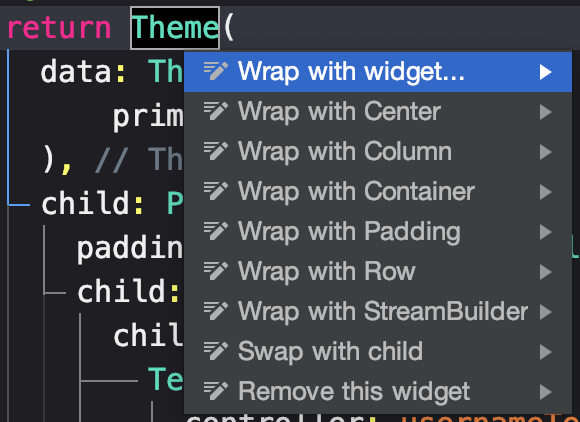 return Theme(
data: Th
Wrap with widget...
prim
Wrap with Center
Wrap with Column
), // Th
Wrap with Container
child: P
Wrap with Padding
paddin
Wrap with Row
child:
Wrap with StreamBuilder
chil
Swap with child
Te
Remove this widget
controller: usernameTe